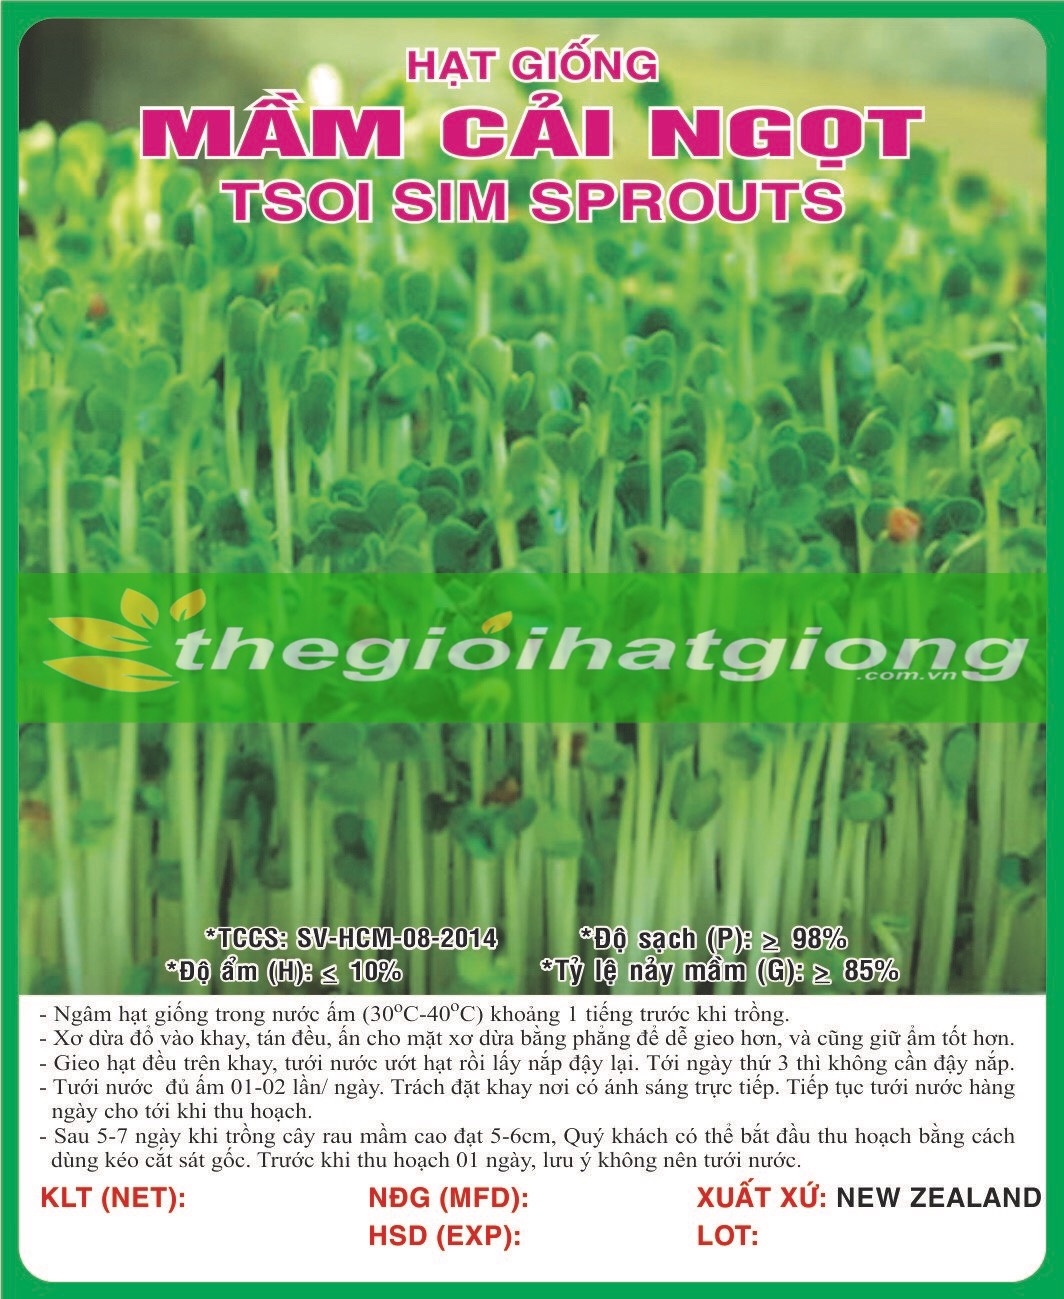 HẠT GIỐNG
MẦM CẢI NGỌT
TSOI SIM SPROUTS
thegioihatgiong
.com.vn
*TCCS: SV-HCM-08-2014 *Độ sạch (P): ≥ 98%
*Độ ẩm (H): ≤ 10% *Tỷ lệ nảy mầm (G): ≥ 85%
- Ngâm hạt giống trong nước ấm (30°C-40°C) khoảng 1 tiếng trước khi trồng.
- Xơ dừa đổ vào khay, tán đều, ấn cho mặt xơ dừa bằng phẳng để dễ gieo hơn, và cũng giữ ẩm tốt hơn.
- Gieo hạt đều trên khay, tưới nước ướt hạt rồi lấy nắp đậy lại. Tới ngày thứ 3 thì không cần đậy nắp.
- Tưới nước đủ ẩm 01-02 lần/ ngày. Trách đặt khay nơi có ánh sáng trực tiếp. Tiếp tục tưới nước hàng
ngày cho tới khi thu hoạch.
- Sau 5-7 ngày khi trồng cây rau mầm cao đạt 5-6cm, Quý khách có thể bắt đầu thu hoạch bằng cách
dùng kéo cắt sát gốc. Trước khi thu hoạch 01 ngày, lưu ý không nên tưới nước.
KLT (NET): NĐG (MFD): XUẤT XỨ: NEW ZEALAND
HSD (EXP): LOT: